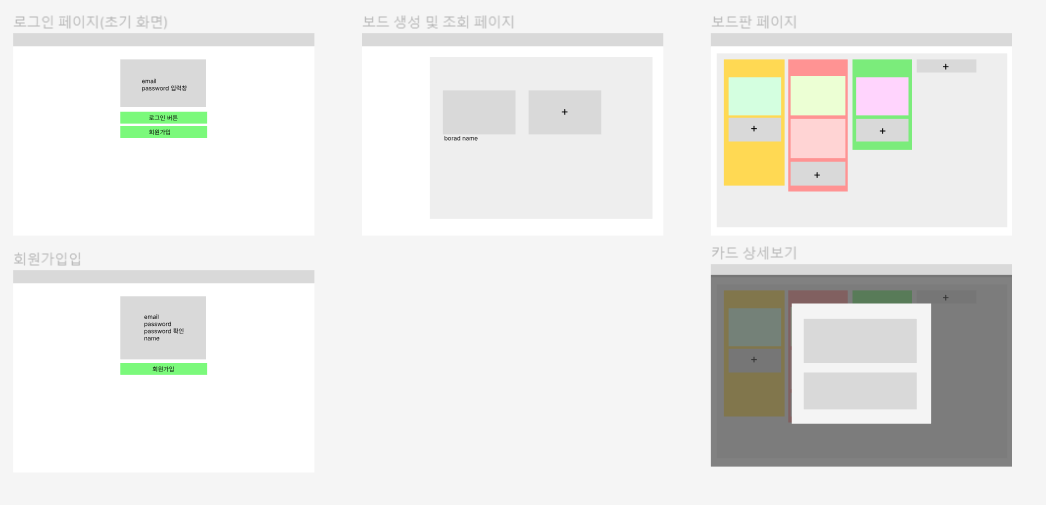 로그인 페이지(초기 화면)
email
password 입력창
로그인 버튼
회원가입
보드 생성 및 조회 페이지
+
borad name
보드판 페이지
+
+
+
+
회원가입입
email
password
password 확인
name
회원가입
카드 상세보기
+
+